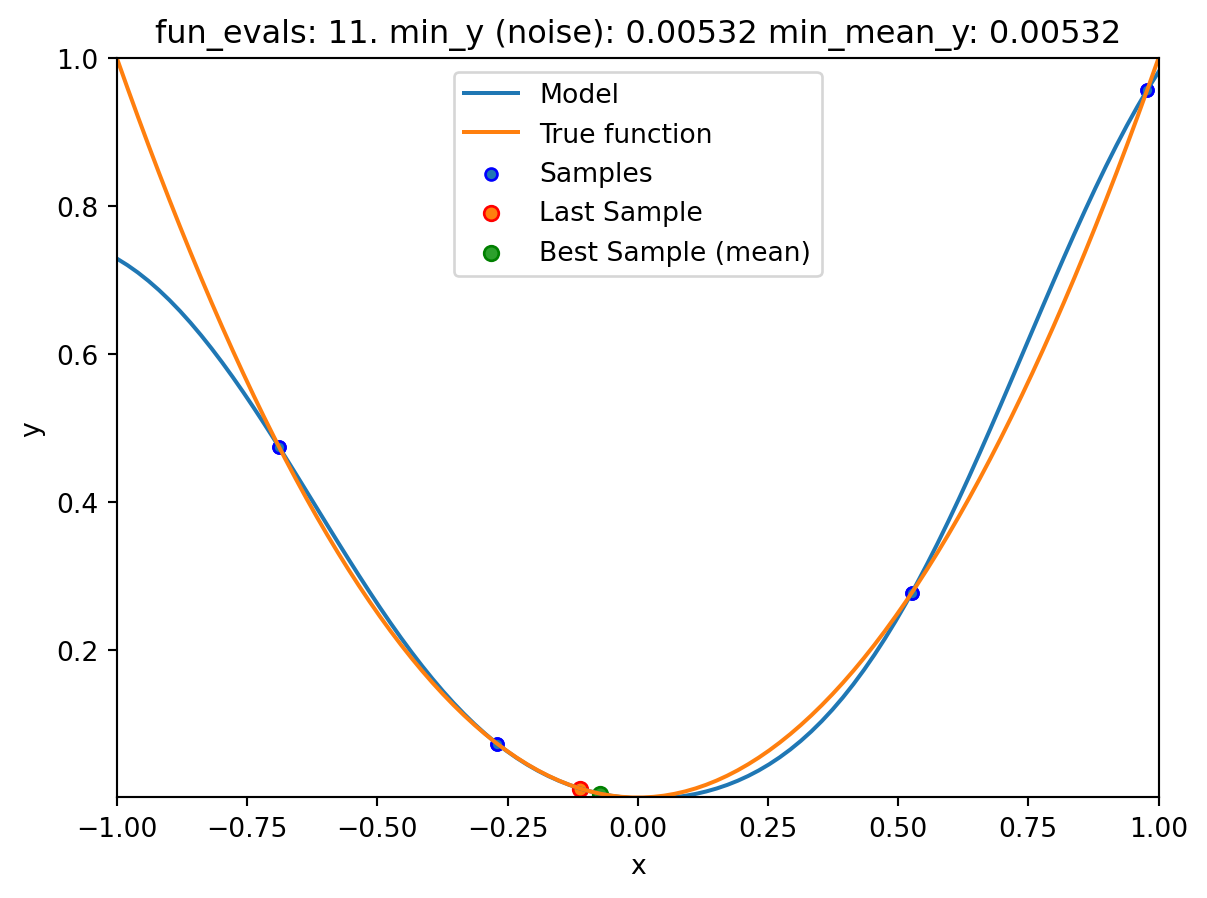 fun_evals: 11. min_y (noise): 0.00532 min_mean_y: 0.00532
Model
True function
Samples
Last Sample
Best Sample (mean)
1.0
0.8
0.6
0.4
0.2
y
−1.00 −0.75 −0.50 −0.25 0.00 0.25 0.50 0.75 1.00
x